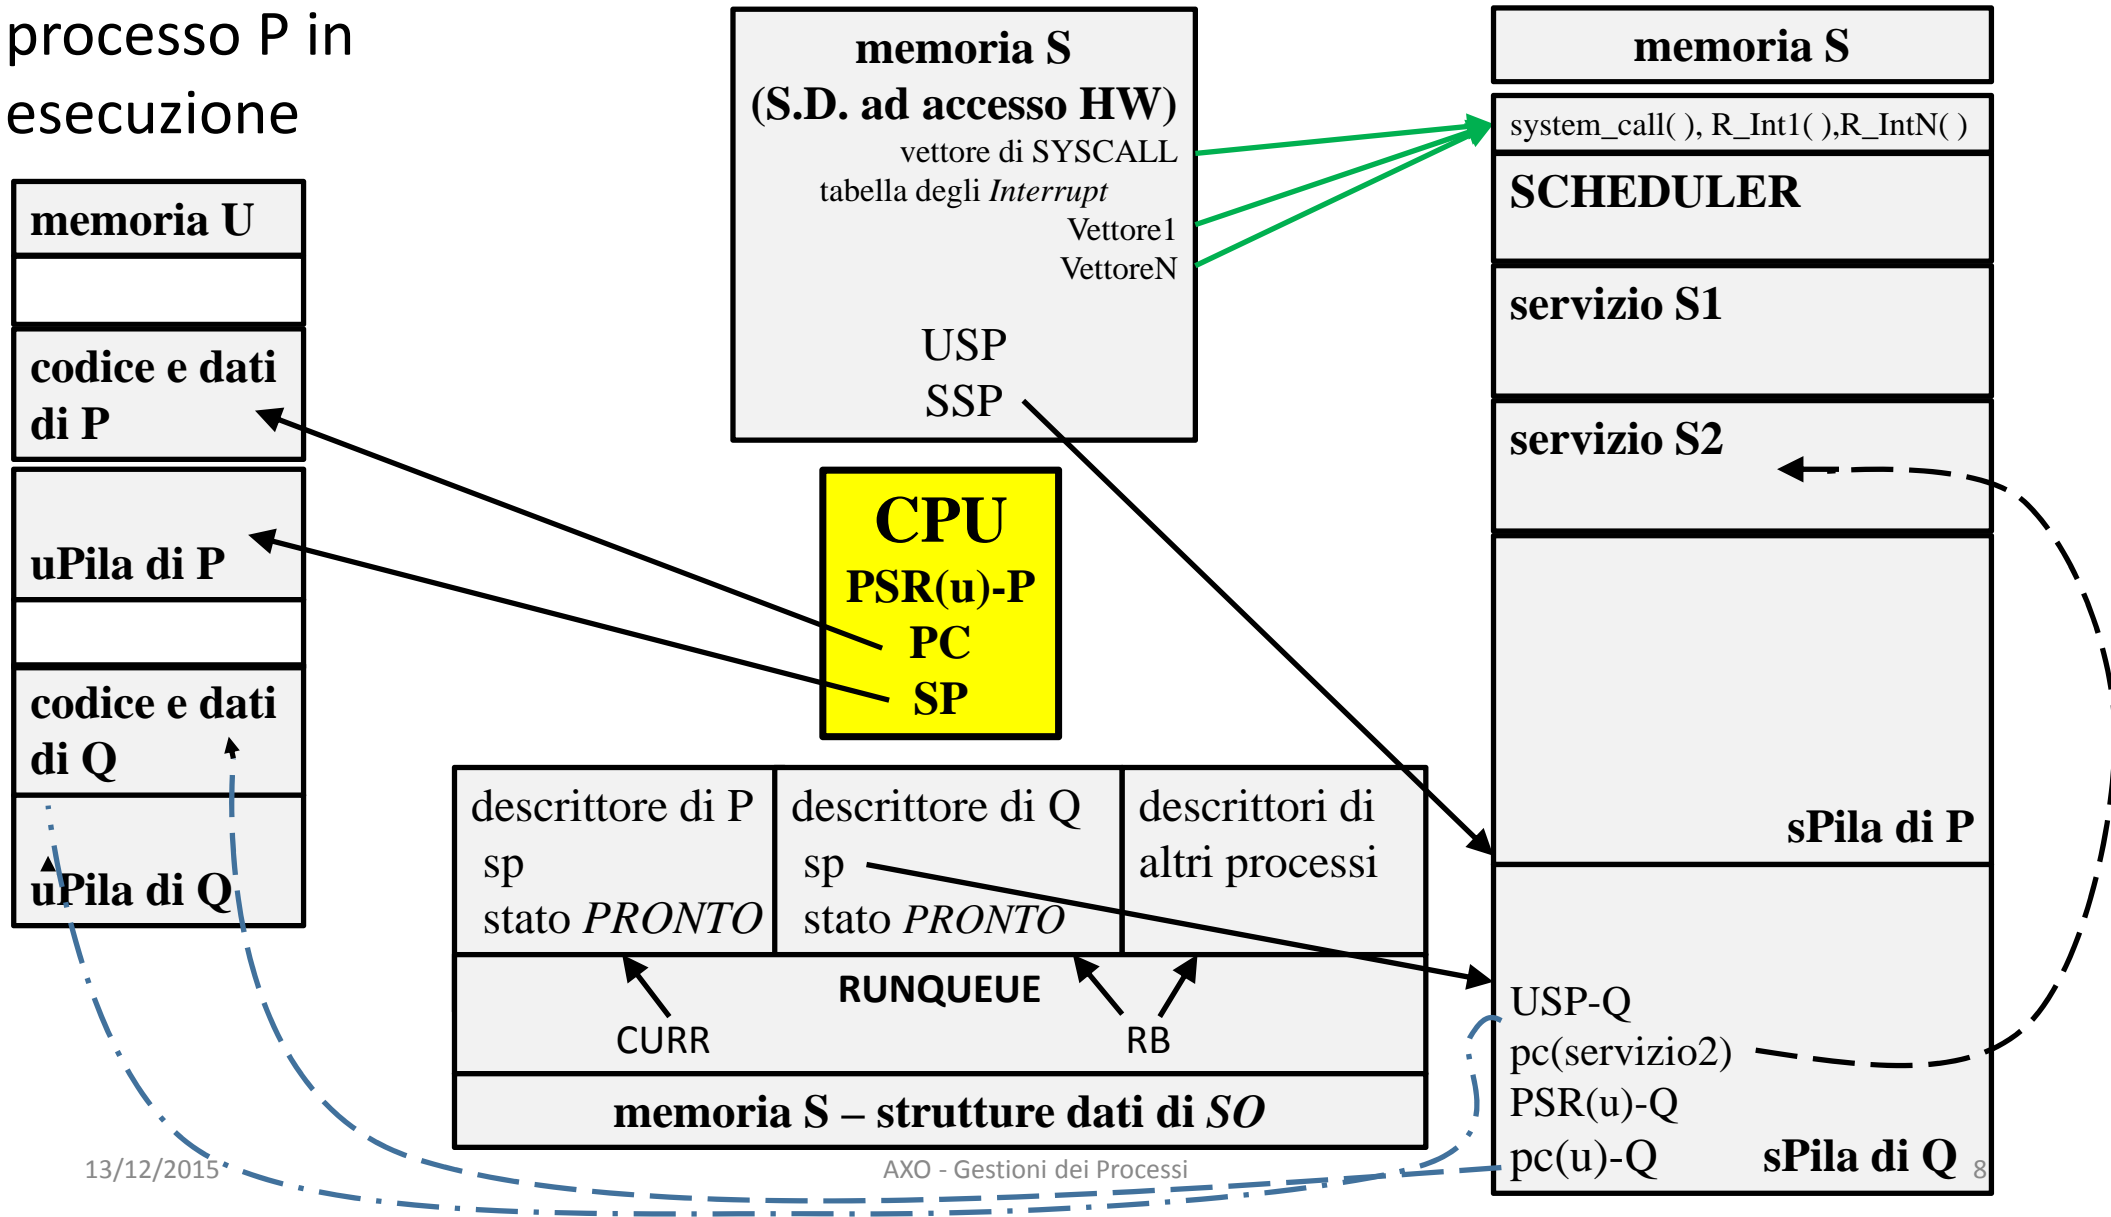 processo P in
esecuzione
memoria U
codice e dati
di P
uPila di P
codice e dati
di Q
uPila di Q
memoria S
(S.D. ad accesso HW)
vettore di SYSCALL
tabella degli Interrupt
Vettore1
VettoreN
USP
SSP
CPU
PSR(u)-P
PC
SP
descrittore di P
sp
stato PRONTO
descrittore di Q
sp
stato PRONTO
descrittori di
altri processi
RUNQUEUE
CURR
RB
memoria S – strutture dati di SO
memoria S
system_call( ), R_Int1( ),R_IntN( )
SCHEDULER
servizio S1
servizio S2
sPila di P
USP-Q
pc(servizio2)
PSR(u)-Q
pc(u)-Q
sPila di Q
13/12/2015
AXO - Gestioni dei Processi
8